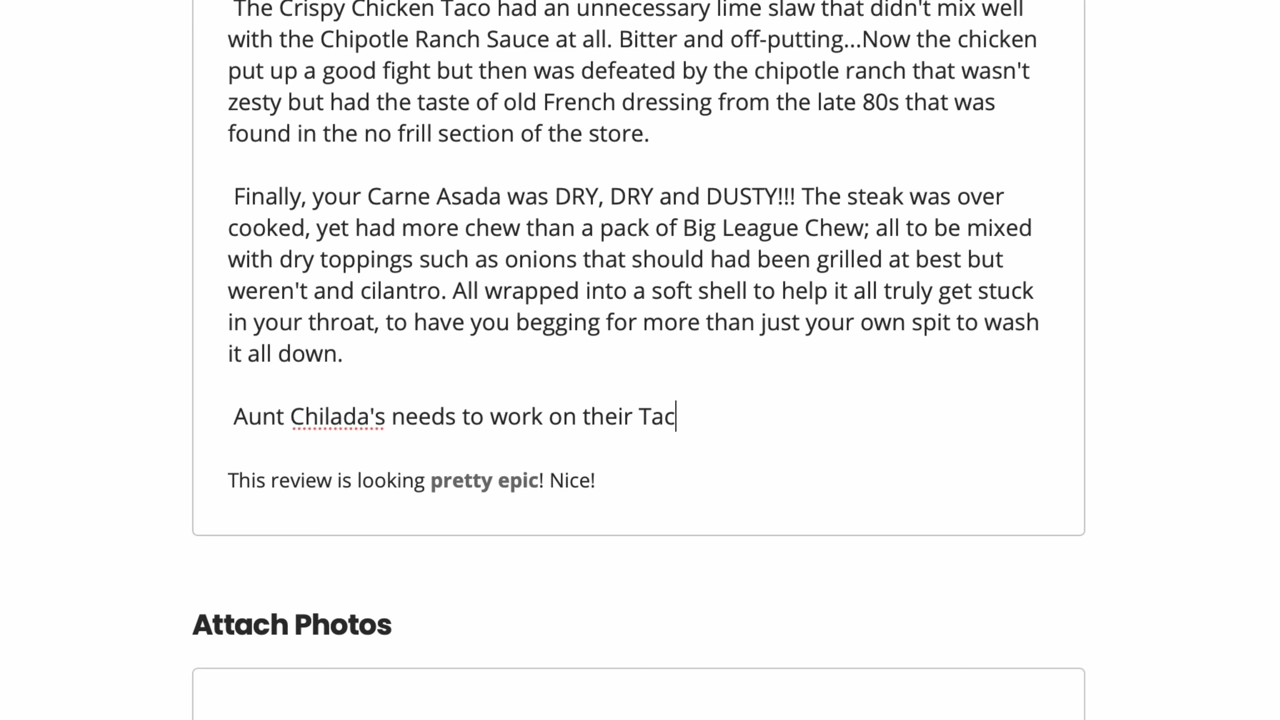 The Crispy Chicken Taco had an unnecessary lime slaw that didn't mix well
with the Chipotle Ranch Sauce at all. Bitter and off-putting...Now the chicken
put up a good fight but then was defeated by the chipotle ranch that wasn't
zesty but had the taste of old French dressing from the late 80s that was
found in the no frill section of the store.
Finally, your Carne Asada was DRY, DRY and DUSTY!!! The steak was over
cooked, yet had more chew than a pack of Big League Chew; all to be mixed
with dry toppings such as onions that should had been grilled at best but
weren't and cilantro. All wrapped into a soft shell to help it all truly get stuck
in your throat, to have you begging for more than just your own spit to wash
it all down.
Aunt Chilada's needs to work on their Tac
This review is looking pretty epic! Nice!
Attach Photos